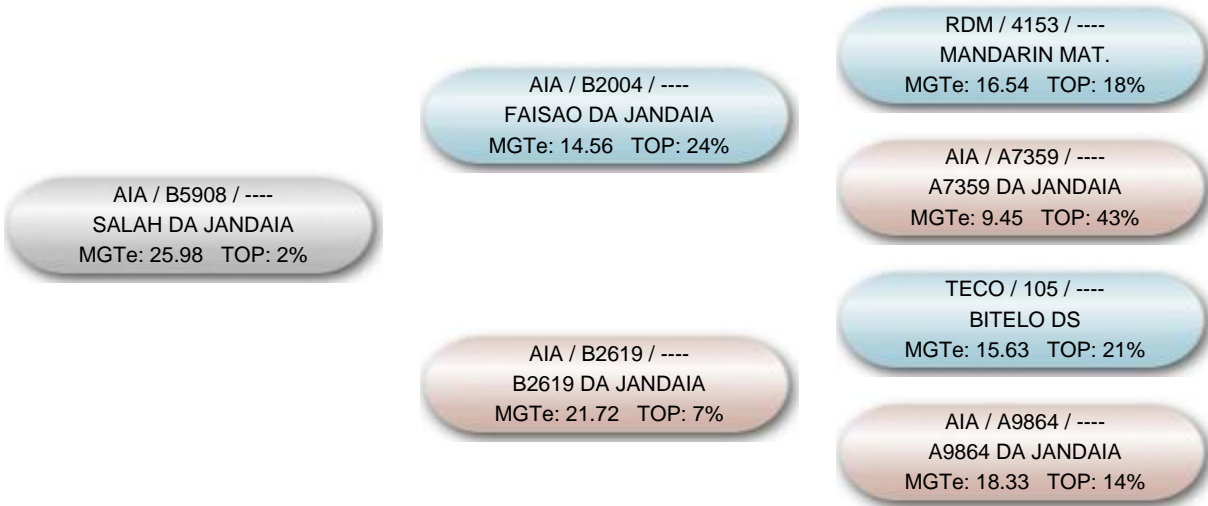 AIA / B5908 / ----
SALAH DA JANDAIA
MGTe: 25.98 TOP: 2%
AIA / B2004 / ----
FAISAO DA JANDAIA
MGTe: 14.56 TOP: 24%
AIA / B2619 / ----
B2619 DA JANDAIA
MGTe: 21.72 TOP: 7%
RDM / 4153 / ----
MANDARIN MAT.
MGTe: 16.54 TOP: 18%
AIA / A7359 / ----
A7359 DA JANDAIA
MGTe: 9.45 TOP: 43%
TECO / 105 / ----
BITELO DS
MGTe: 15.63 TOP: 21%
AIA / A9864 / ----
A9864 DA JANDAIA
MGTe: 18.33 TOP: 14%